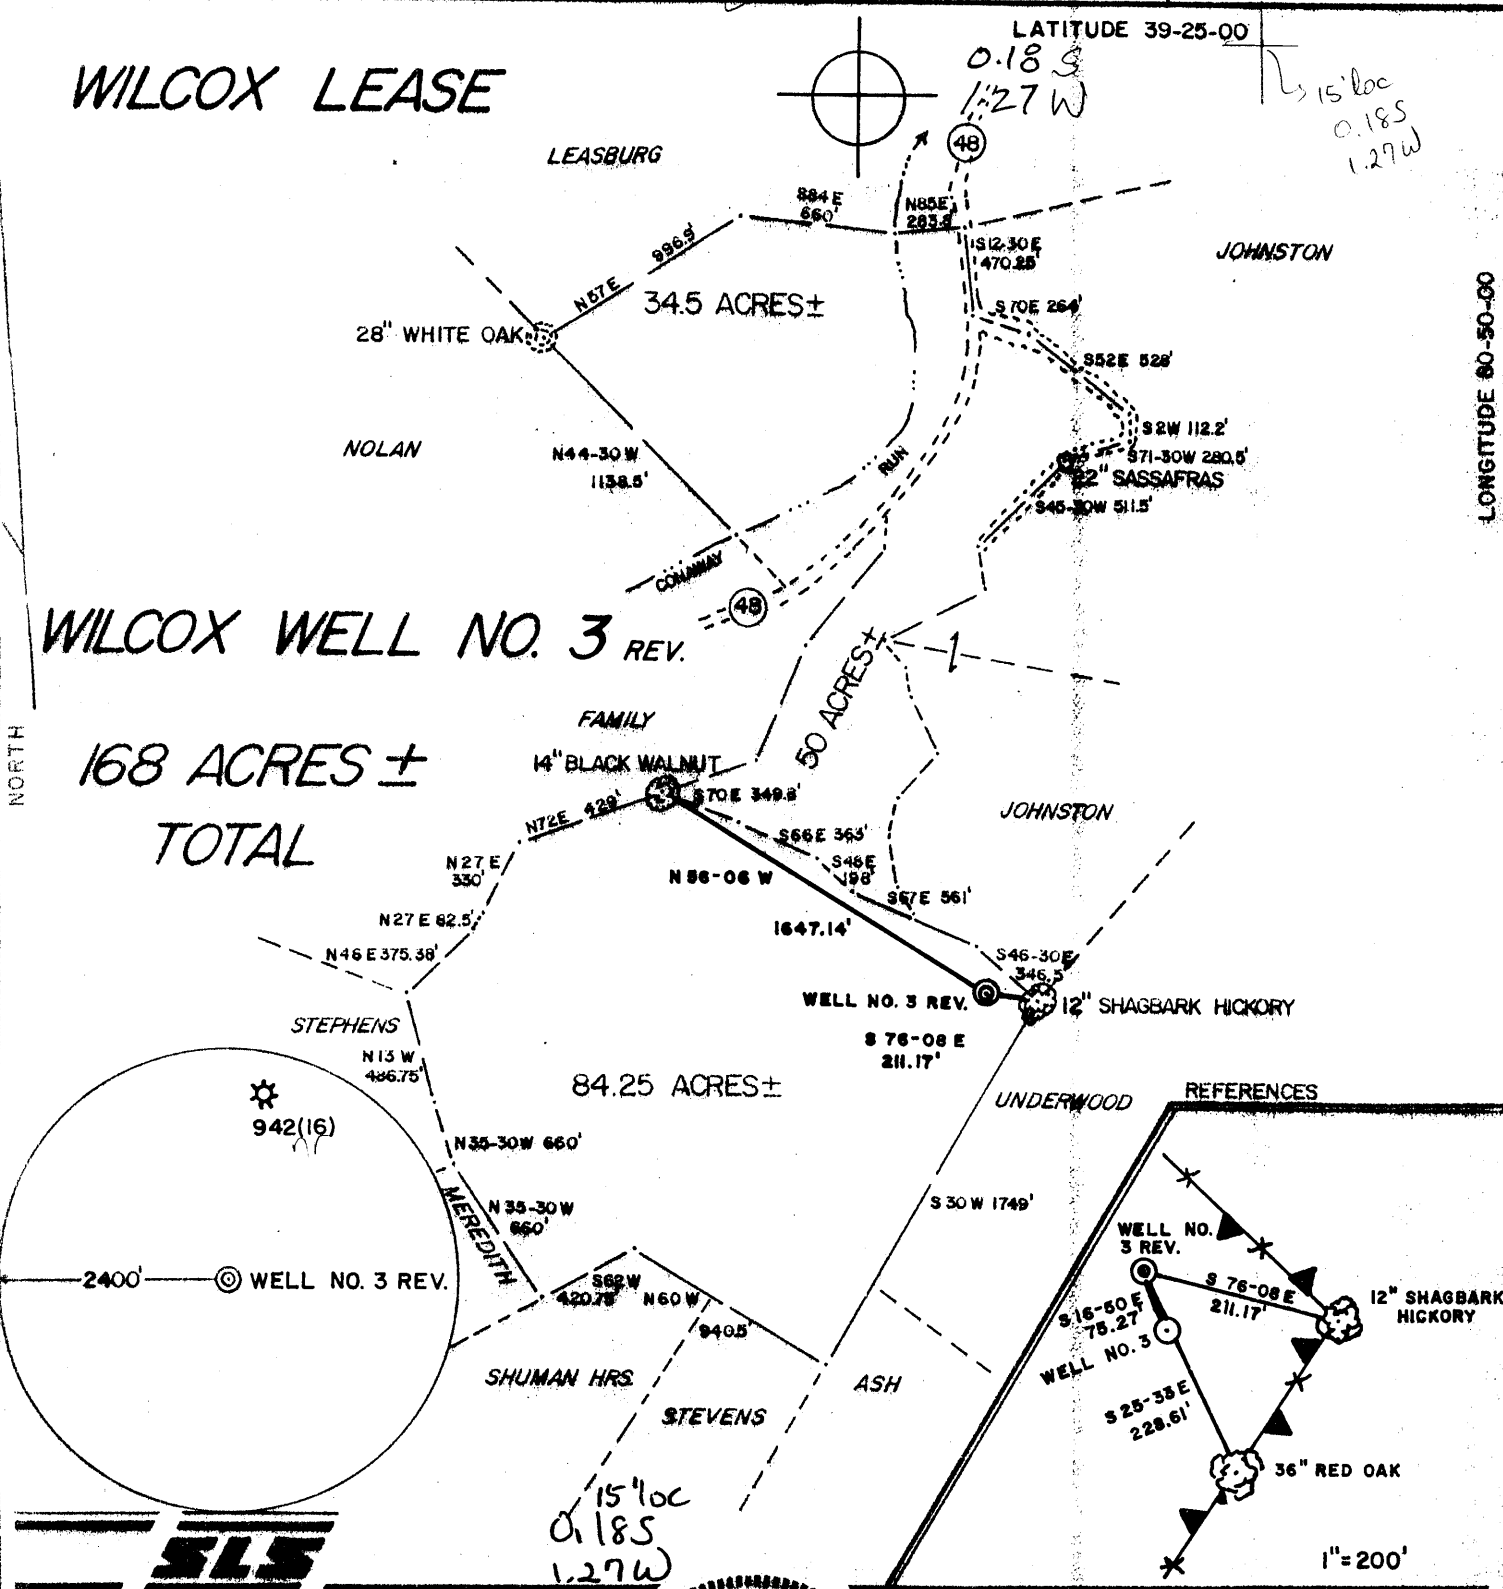 LATITUDE 39-25-00
0.18 S
1.27 W
15' loc
0.18S
1.27W
WILCOX LEASE
LEASBURG
48
S84E
660'
N85E
283.8'
JOHNSTON
996.9'
N57E
S12-30E
470.25'
34.5 ACRES±
S70E 264'
28" WHITE OAK
S52E 528'
LONGITUDE 80-50-00
NOLAN
N44-30W
1138.5'
S2W 112.2'
S71-30W 280.5'
22" SASSAFRAS
S45-30W 511.5'
CONAWAY
RUN
48
WILCOX WELL NO. 3 REV.
50 ACRES±
NORTH
FAMILY
168 ACRES ±
TOTAL
14" BLACK WALNUT
S70E 349.8'
JOHNSTON
N72E 429'
S66E 363'
N27E
330'
S48E
198'
N56-06 W
1647.14'
S67E 561'
N27E 82.5'
N46E 375.38'
S46-30E
346.5'
WELL NO. 3 REV.
12" SHAGBARK HICKORY
STEPHENS
S 76-08 E
211.17'
N13 W
486.75'
84.25 ACRES±
UNDERWOOD
REFERENCES
942(16)
N35-30W 660'
MEREDITH
N35-30W
660'
S30W 1749'
WELL NO.
3 REV.
2400'
WELL NO. 3 REV.
S62W
420.75'
N60W
940.5'
S 76-08 E
211.17'
12" SHAGBARK
HICKORY
S16-50E
75.27'
WELL NO. 3
SHUMAN HRS.
ASH
STEVENS
S25-33E
228.61'
36" RED OAK
15' loc
0.18S
1.27W
SLS
1"=200'